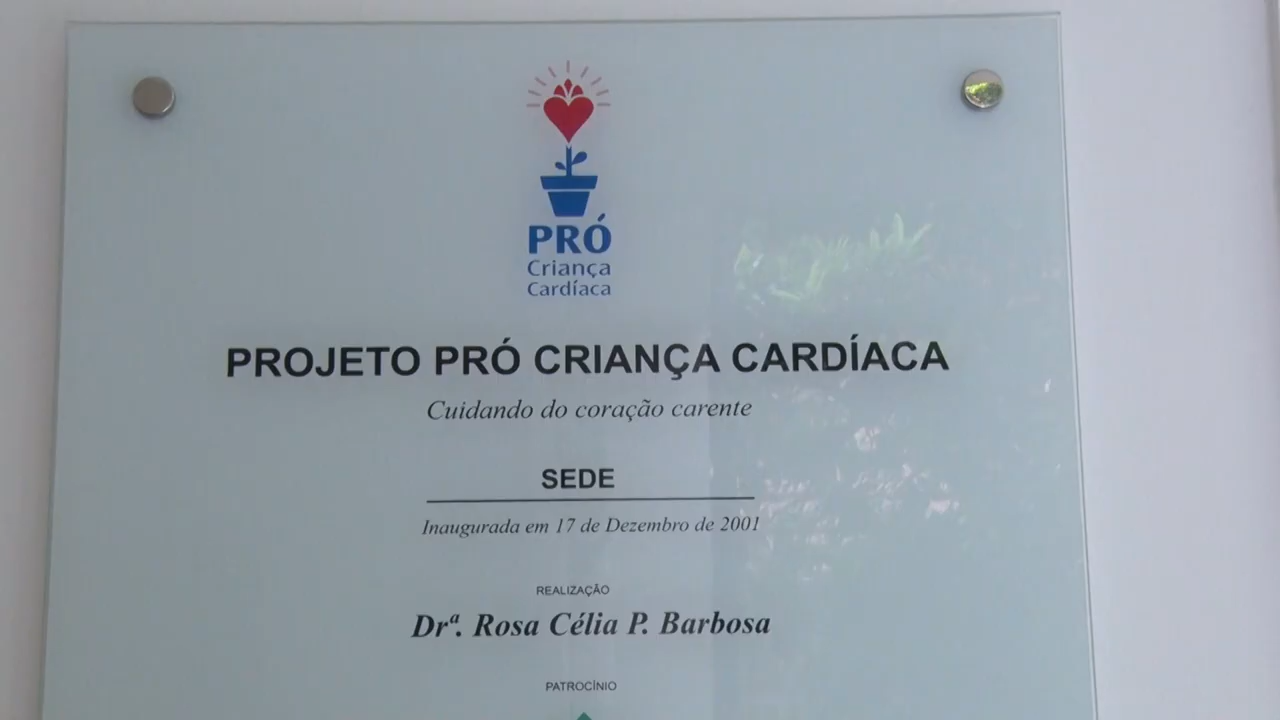 PRÓ
Criança
Cardíaca
PROJETO PRÓ CRIANÇA CARDÍACA
Cuidando do coração carente
SEDE
Inaugurada em 17 de Dezembro de 2001
REALIZAÇÃO
Drª. Rosa Célia P. Barbosa
PATROCÍNIO